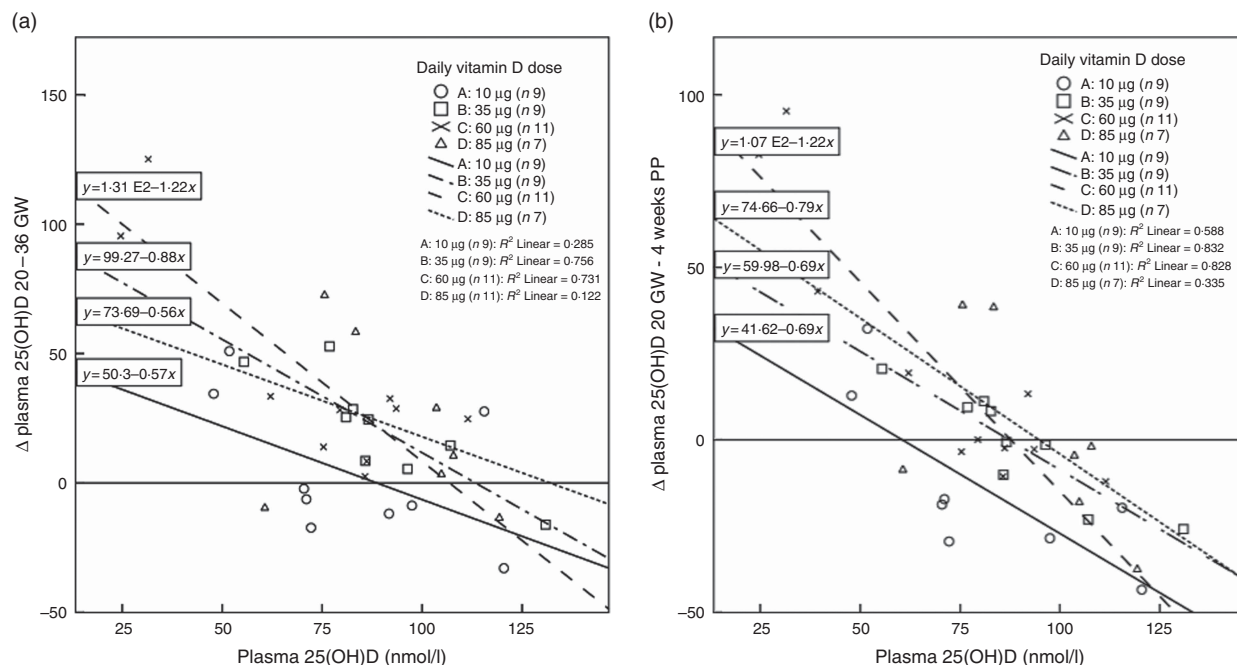 (a)
Δ plasma 25(OH)D 20–36 GW
150
100
50
0
–50
25
50
75
100
125
Plasma 25(OH)D (nmol/l)
Daily vitamin D dose
A: 10 μg (n 9)
B: 35 μg (n 9)
C: 60 μg (n 11)
D: 85 μg (n 7)
A: 10 μg (n 9)
B: 35 μg (n 9)
C: 60 μg (n 11)
D: 85 μg (n 7)
A: 10 μg (n 9): R² Linear = 0·285
B: 35 μg (n 9): R² Linear = 0·756
C: 60 μg (n 11): R² Linear = 0·731
D: 85 μg (n 11): R² Linear = 0·122
y=1·31 E2–1·22x
y=99·27–0·88x
y=73·69–0·56x
y=50·3–0·57x
(b)
Δ plasma 25(OH)D 20 GW - 4 weeks PP
100
50
0
–50
25
50
75
100
125
Plasma 25(OH)D (nmol/l)
Daily vitamin D dose
A: 10 μg (n 9)
B: 35 μg (n 9)
C: 60 μg (n 11)
D: 85 μg (n 7)
A: 10 μg (n 9)
B: 35 μg (n 9)
C: 60 μg (n 11)
D: 85 μg (n 7)
A: 10 μg (n 9): R² Linear = 0·588
B: 35 μg (n 9): R² Linear = 0·832
C: 60 μg (n 11): R² Linear = 0·828
D: 85 μg (n 7): R² Linear = 0·335
y=1·07 E2–1·22x
y=74·66–0·79x
y=59·98–0·69x
y=41·62–0·69x